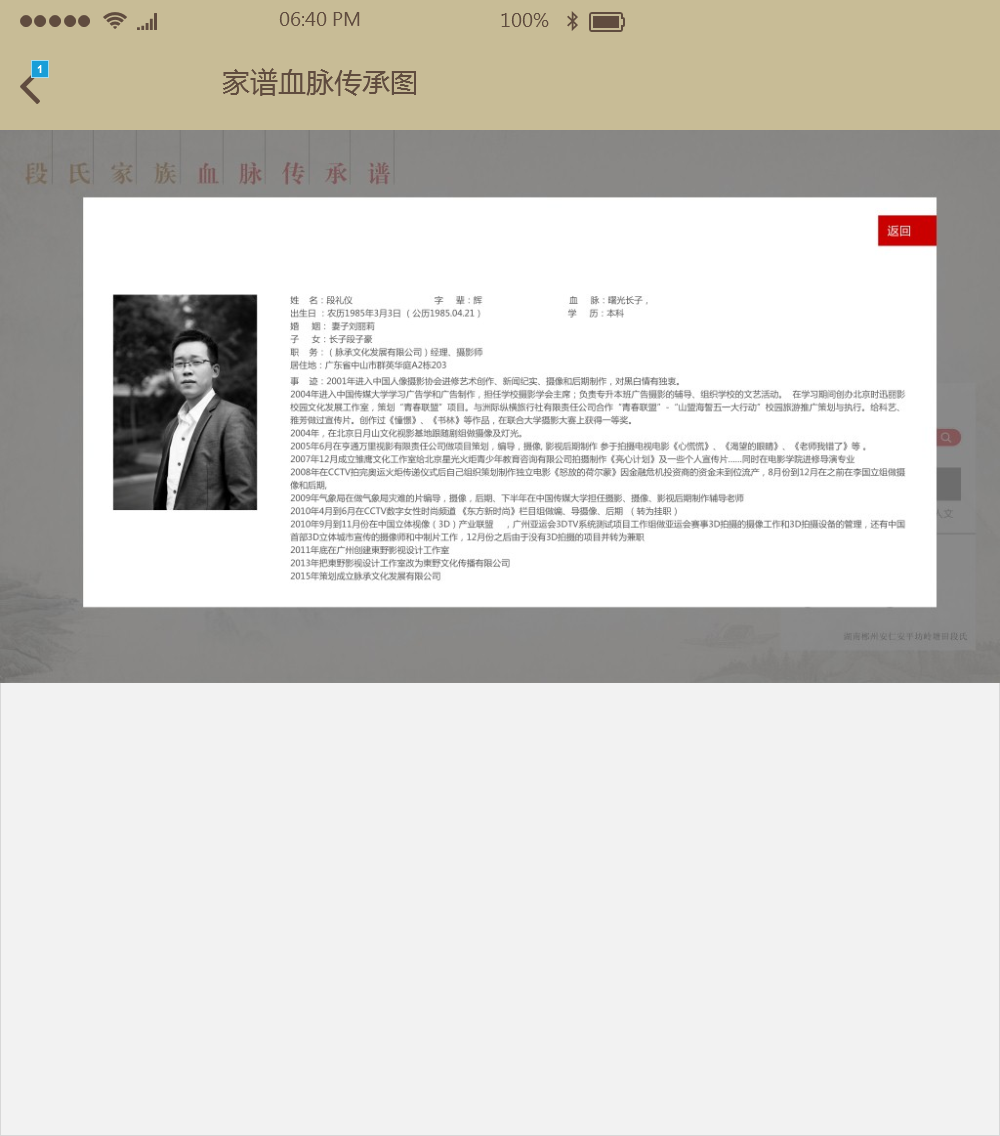 06:40 PM 100%
1
家谱血脉传承图
段氏家族血脉传承谱
返回
姓 名：段礼仪 字 辈：辉 血 脉：曙光长子，
出生日 ：农历1985年3月3日（公历1985.04.21） 学 历：本科
婚 姻： 妻子刘丽莉
子 女：长子段子豪
职 务：（脉承文化发展有限公司）经理、摄影师
居住地：广东省中山市群英华庭A2栋203
事 迹：2001年进入中国人像摄影协会进修艺术创作、新闻纪实、摄像和后期制作，对黑白情有独衷。
2004年进入中国传媒大学学习广告学和广告制作，担任学校摄影学会主席；负责专升本班广告摄影的辅导、组织学校的文艺活动。 在学习期间创办北京时迅丽影
校园文化发展工作室，策划“青春联盟”项目。与洲际纵横旅行社有限责任公司合作“青春联盟”-“山盟海誓五一大行动”校园旅游推广策划与执行。给科艺、
雅芳做过宣传片。创作过《憧憬》、《书林》等作品，在联合大学摄影大赛上获得一等奖。
2004年，在北京日月山文化视影基地跟随剧组做摄像及灯光。
2005年6月在亨通万里视影有限责任公司做项目策划，编导，摄像, 影视后期制作 参于拍摄电视电影《心慌慌》、《渴望的眼睛》、《老师我错了》等 。
2007年12月成立雏鹰文化工作室给北京星光火炬青少年教育咨询有限公司拍摄制作《亮心计划》及一些个人宣传片......同时在电影学院进修导演专业
2008年在CCTV拍完奥运火炬传递仪式后自己组织策划制作独立电影《怒放的荷尔蒙》因金融危机投资商的资金未到位流产，8月份到12月在之前在李国立组做摄
像和后期,
2009年气象局在做气象局灾难的片编导，摄像，后期、下半年在中国传媒大学担任摄影、摄像、影视后期制作辅导老师
2010年4月到6月在CCTV数字女性时尚频道 《东方新时尚》栏目组做编、导摄像、后期 （转为挂职）
2010年9月到11月份在中国立体视像（3D）产业联盟 ，广州亚运会3DTV系统测试项目工作组做亚运会赛事3D拍摄的摄像工作和3D拍摄设备的管理，还有中国
首部3D立体城市宣传的摄像师和中制片工作，12月份之后由于没有3D拍摄的项目并转为兼职
2011年底在广州创建東野影视设计工作室
2013年把東野影视设计工作室改为東野文化传播有限公司
2015年策划成立脉承文化发展有限公司
人文